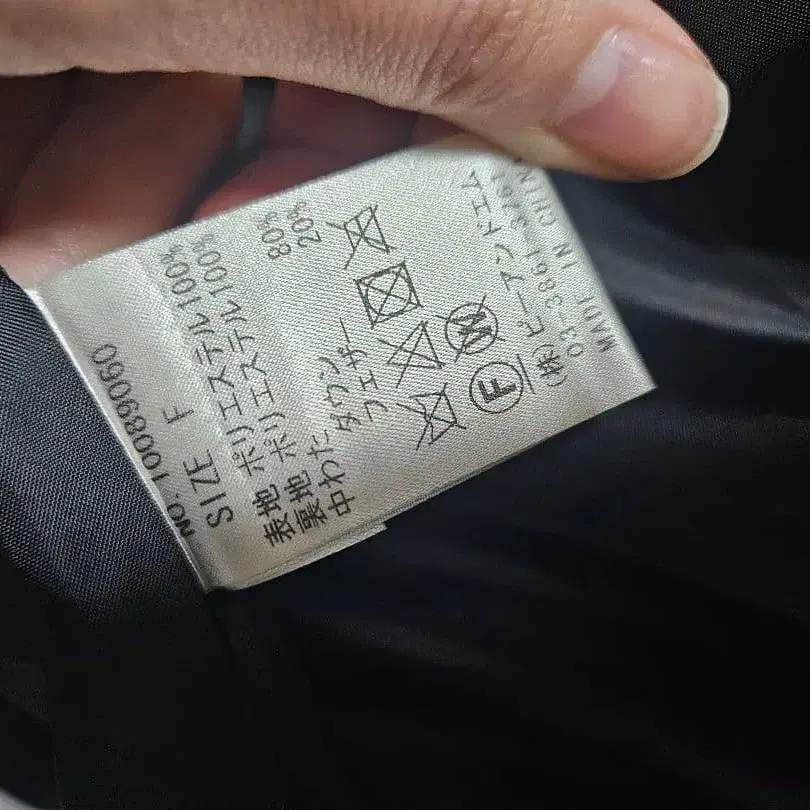 NO.10089060
SIZE F
表地 ポリエステル100%
裏地 ポリエステル100%
中わた ダウン 80%
フェザー 20%
F W
(株)ピーアンドエム
03-3861-3761
MADE IN CHINA